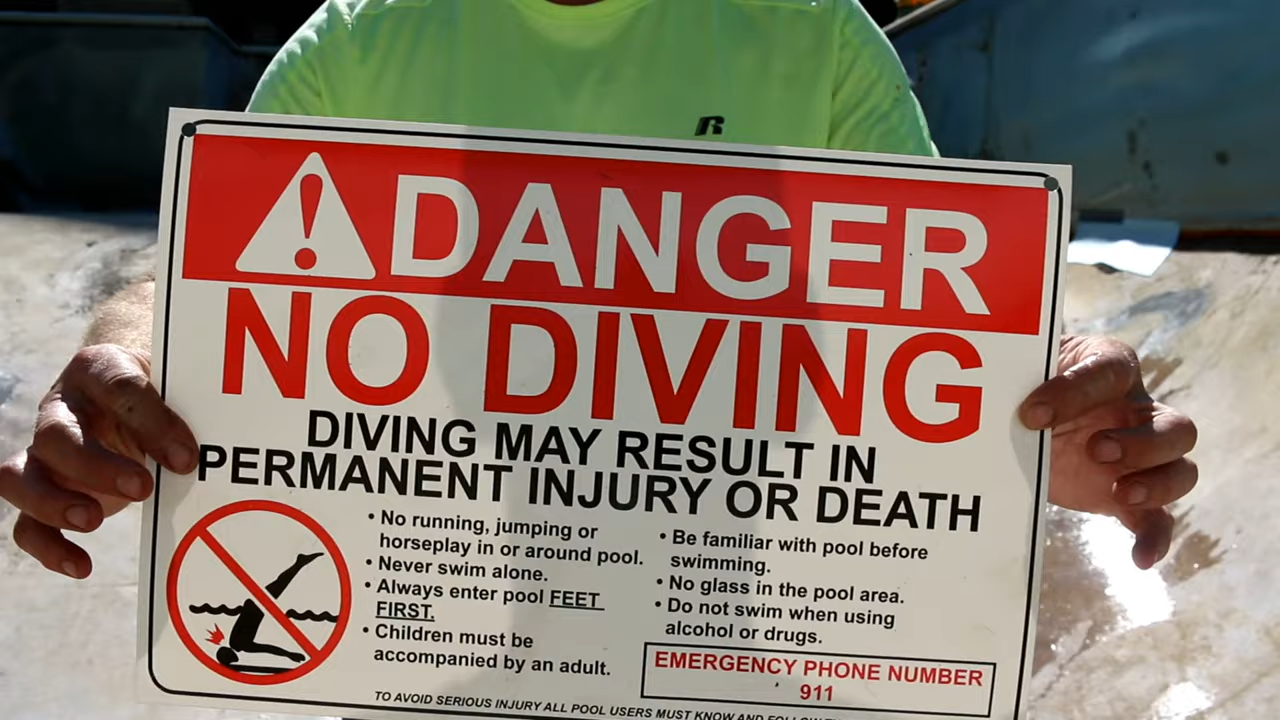 R
DANGER
NO DIVING
DIVING MAY RESULT IN
PERMANENT INJURY OR DEATH
• No running, jumping or
horseplay in or around pool.
• Never swim alone.
• Always enter pool FEET
FIRST.
• Children must be
accompanied by an adult.
• Be familiar with pool before
swimming.
• No glass in the pool area.
• Do not swim when using
alcohol or drugs.
EMERGENCY PHONE NUMBER
911
TO AVOID SERIOUS INJURY ALL POOL USERS MUST KNOW AND